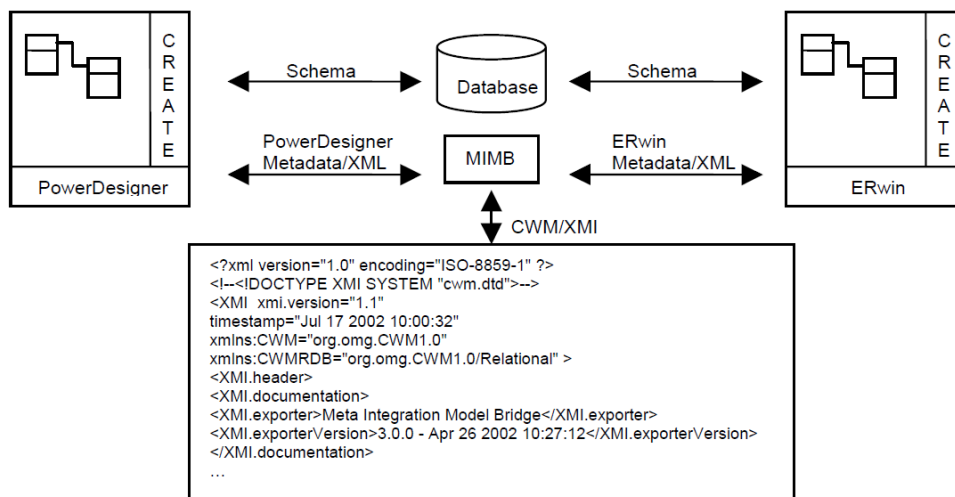 CREATE
PowerDesigner
Schema
Database
Schema
PowerDesigner
Metadata/XML
MIMB
ERwin
Metadata/XML
CREATE
ERwin
CWM/XMI
<?xml version="1.0" encoding="ISO-8859-1" ?>
<!--<!DOCTYPE XMI SYSTEM "cwm.dtd">-->
<XMI  xmi.version="1.1"
timestamp="Jul 17 2002 10:00:32"
xmlns:CWM="org.omg.CWM1.0"
xmlns:CWMRDB="org.omg.CWM1.0/Relational" >
<XMI.header>
<XMI.documentation>
<XMI.exporter>Meta Integration Model Bridge</XMI.exporter>
<XMI.exporterVersion>3.0.0 - Apr 26 2002 10:27:12</XMI.exporterVersion>
</XMI.documentation>
...